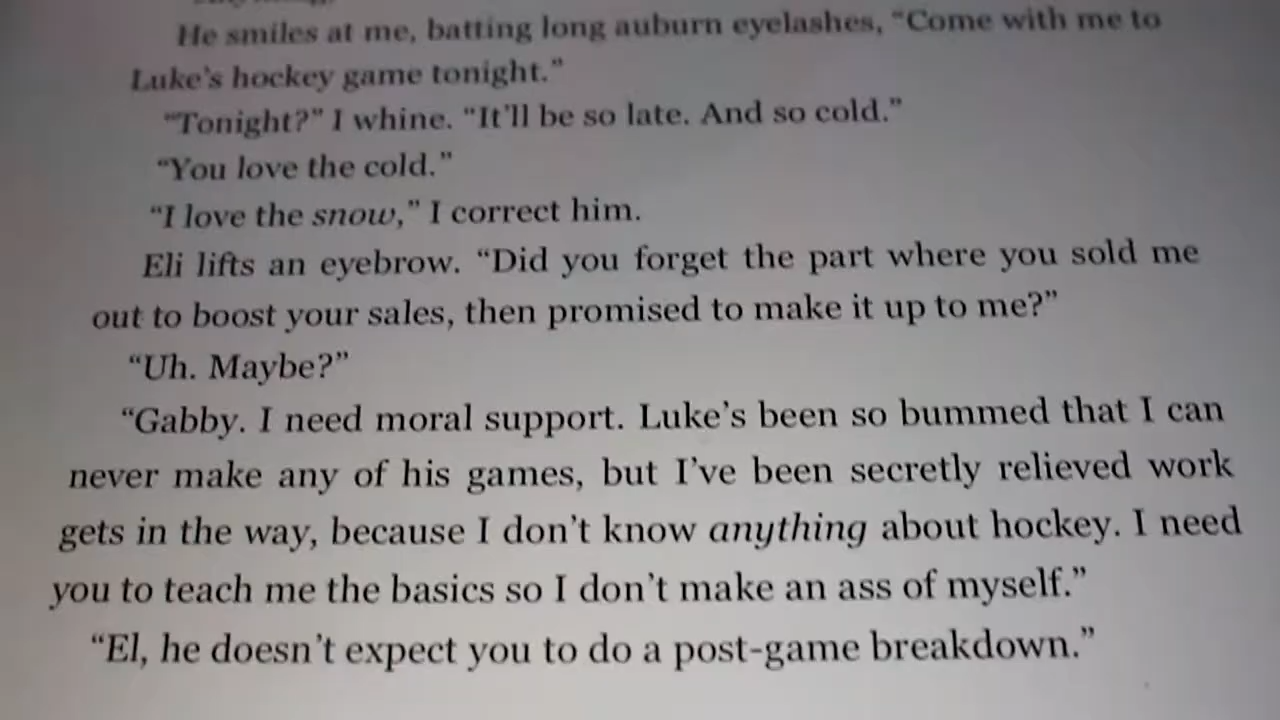 He smiles at me, batting long auburn eyelashes, “Come with me to
Luke’s hockey game tonight.”
“Tonight?” I whine. “It’ll be so late. And so cold.”
“You love the cold.”
“I love the snow,” I correct him.
Eli lifts an eyebrow. “Did you forget the part where you sold me
out to boost your sales, then promised to make it up to me?”
“Uh. Maybe?”
“Gabby. I need moral support. Luke’s been so bummed that I can
never make any of his games, but I’ve been secretly relieved work
gets in the way, because I don’t know anything about hockey. I need
you to teach me the basics so I don’t make an ass of myself.”
“El, he doesn’t expect you to do a post-game breakdown.”